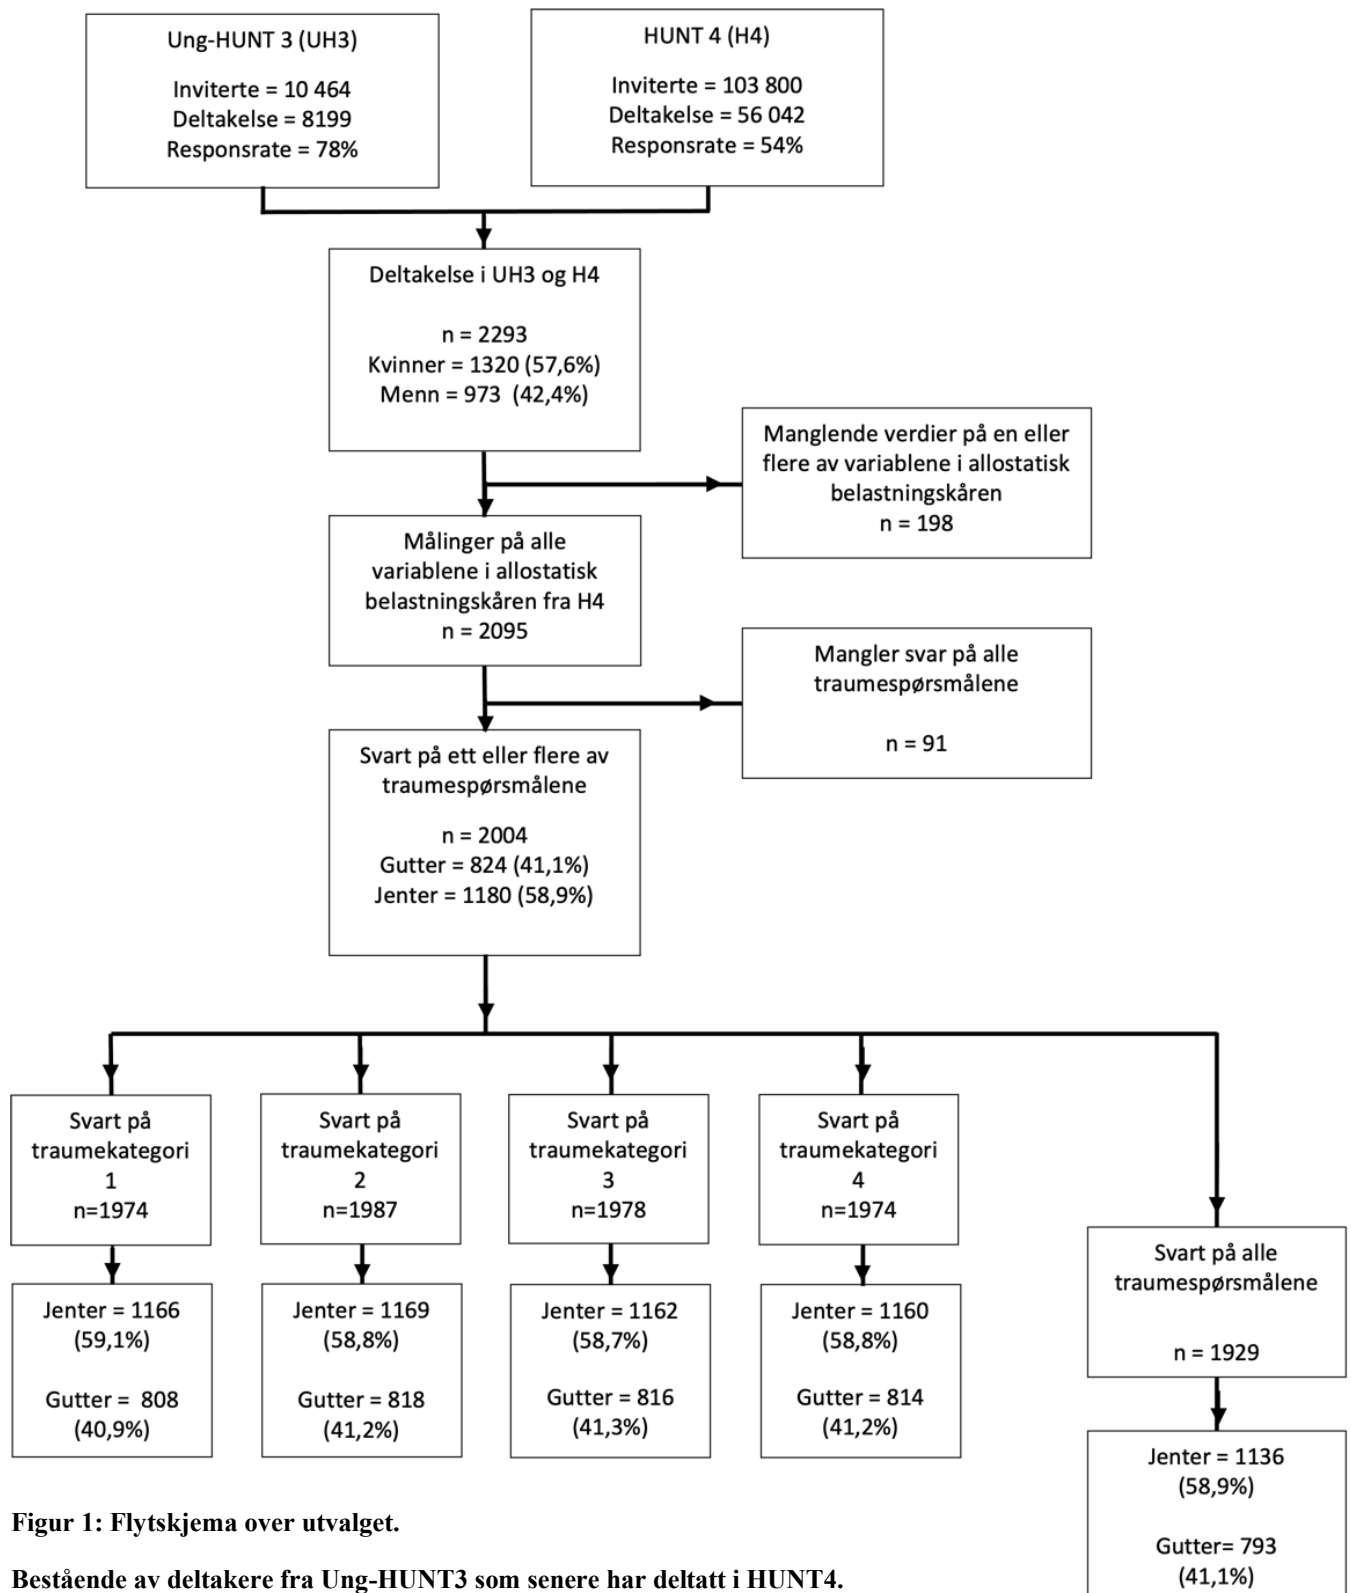 Ung-HUNT 3 (UH3)
Inviterte = 10 464
Deltakelse = 8199
Responsrate = 78%
HUNT 4 (H4)
Inviterte = 103 800
Deltakelse = 56 042
Responsrate = 54%
Deltakelse i UH3 og H4
n = 2293
Kvinner = 1320 (57,6%)
Menn = 973 (42,4%)
Manglende verdier på en eller
flere av variablene i allostatisk
belastningskåren
n = 198
Målinger på alle
variablene i allostatisk
belastningskåren fra H4
n = 2095
Mangler svar på alle
traumespørsmålene
n = 91
Svart på ett eller flere av
traumespørsmålene
n = 2004
Gutter = 824 (41,1%)
Jenter = 1180 (58,9%)
Svart på
traumekategori
1
n=1974
Svart på
traumekategori
2
n=1987
Svart på
traumekategori
3
n=1978
Svart på
traumekategori
4
n=1974
Svart på alle
traumespørsmålene
n = 1929
Jenter = 1166
(59,1%)
Gutter = 808
(40,9%)
Jenter = 1169
(58,8%)
Gutter = 818
(41,2%)
Jenter = 1162
(58,7%)
Gutter = 816
(41,3%)
Jenter = 1160
(58,8%)
Gutter = 814
(41,2%)
Jenter = 1136
(58,9%)
Gutter= 793
(41,1%)
Figur 1: Flytskjema over utvalget.
Bestående av deltakere fra Ung-HUNT3 som senere har deltatt i HUNT4.